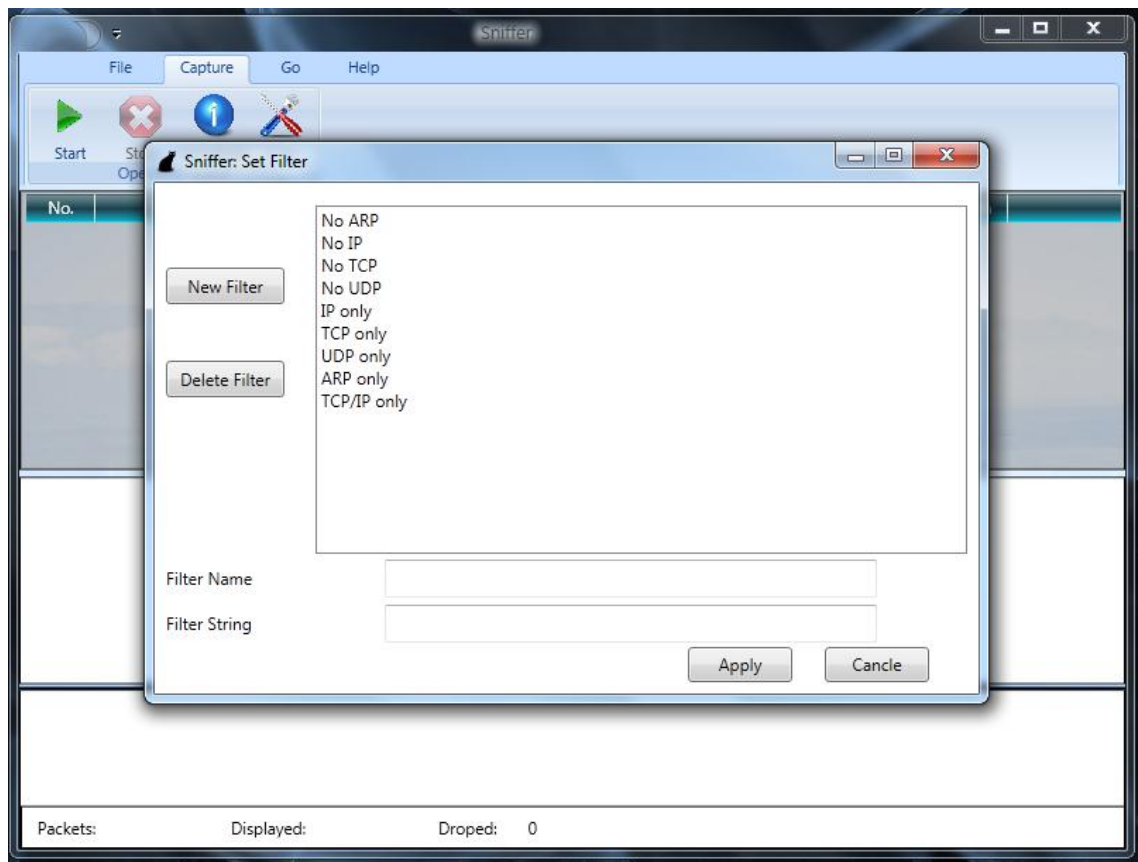 Sniffer
File Capture Go Help
Start
Sniffer: Set Filter
No.
No ARP
No IP
No TCP
No UDP
IP only
TCP only
UDP only
ARP only
TCP/IP only
New Filter
Delete Filter
Filter Name
Filter String
Apply Cancle
Packets: Displayed: Droped: 0